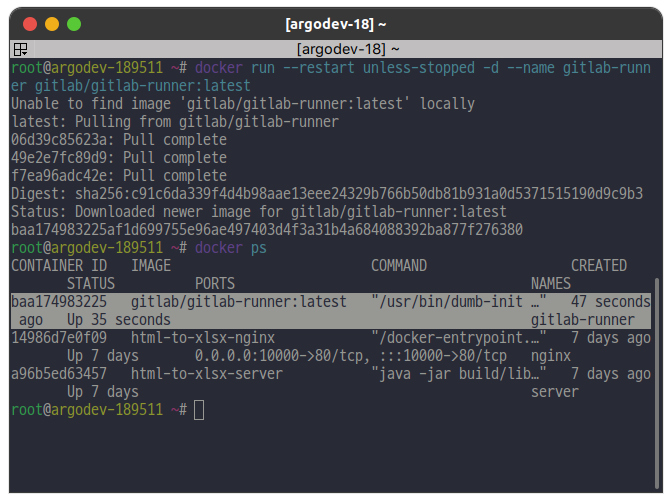 [argodev-18] ~
[argodev-18] ~
root@argodev-189511 ~# docker run --restart unless-stopped -d --name gitlab-runn
er gitlab/gitlab-runner:latest
Unable to find image 'gitlab/gitlab-runner:latest' locally
latest: Pulling from gitlab/gitlab-runner
06d39c85623a: Pull complete
49e2e7fc89d9: Pull complete
f7ea96adc42e: Pull complete
Digest: sha256:c91c6da339f4d4b98aae13eee24329b766b50db81b931a0d5371515190d9c9b3
Status: Downloaded newer image for gitlab/gitlab-runner:latest
baa174983225af1d699755e96ae497403d4f3a31b4a684088392ba877f276380
root@argodev-189511 ~# docker ps
CONTAINER ID   IMAGE                         COMMAND                  CREATED
       STATUS          PORTS                                     NAMES
baa174983225   gitlab/gitlab-runner:latest   "/usr/bin/dumb-init …"   47 seconds
 ago   Up 35 seconds                                             gitlab-runner
14986d7e0f09   html-to-xlsx-nginx            "/docker-entrypoint.…"   7 days ago
       Up 7 days       0.0.0.0:10000->80/tcp, :::10000->80/tcp   nginx
a96b5ed63457   html-to-xlsx-server           "java -jar build/lib…"   7 days ago
       Up 7 days                                                 server
root@argodev-189511 ~#